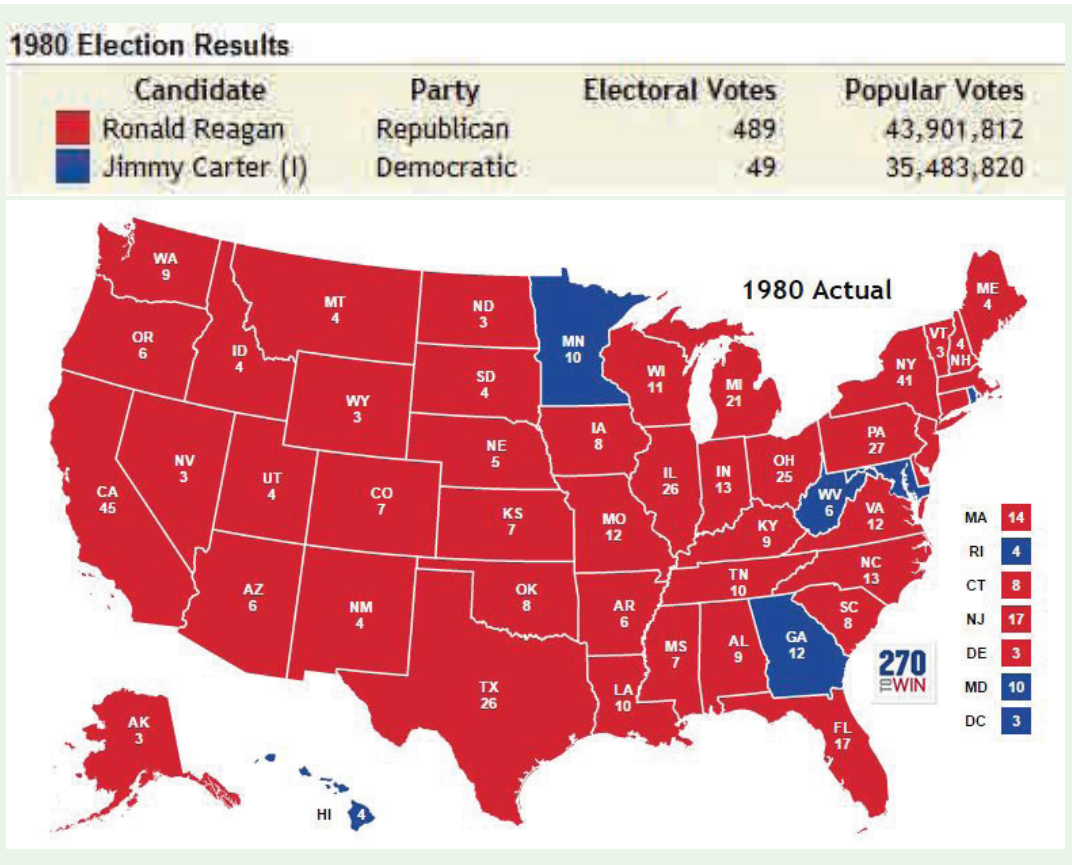 1980 Election Results
Candidate Party Electoral Votes Popular Votes
Ronald Reagan Republican 489 43,901,812
Jimmy Carter (I) Democratic 49 35,483,820
1980 Actual
WA
9
OR
6
CA
45
NV
3
ID
4
MT
4
WY
3
UT
4
CO
7
AZ
6
NM
4
ND
3
SD
4
NE
5
KS
7
OK
8
TX
26
MN
10
IA
8
MO
12
AR
6
LA
10
WI
11
IL
26
MI
21
IN
13
OH
25
KY
9
TN
10
MS
7
AL
9
GA
12
FL
17
SC
8
NC
13
VA
12
WV
6
PA
27
NY
41
VT
3
4
NH
ME
4
AK
3
HI 4
MA 14
RI 4
CT 8
NJ 17
DE 3
MD 10
DC 3
270
TO WIN